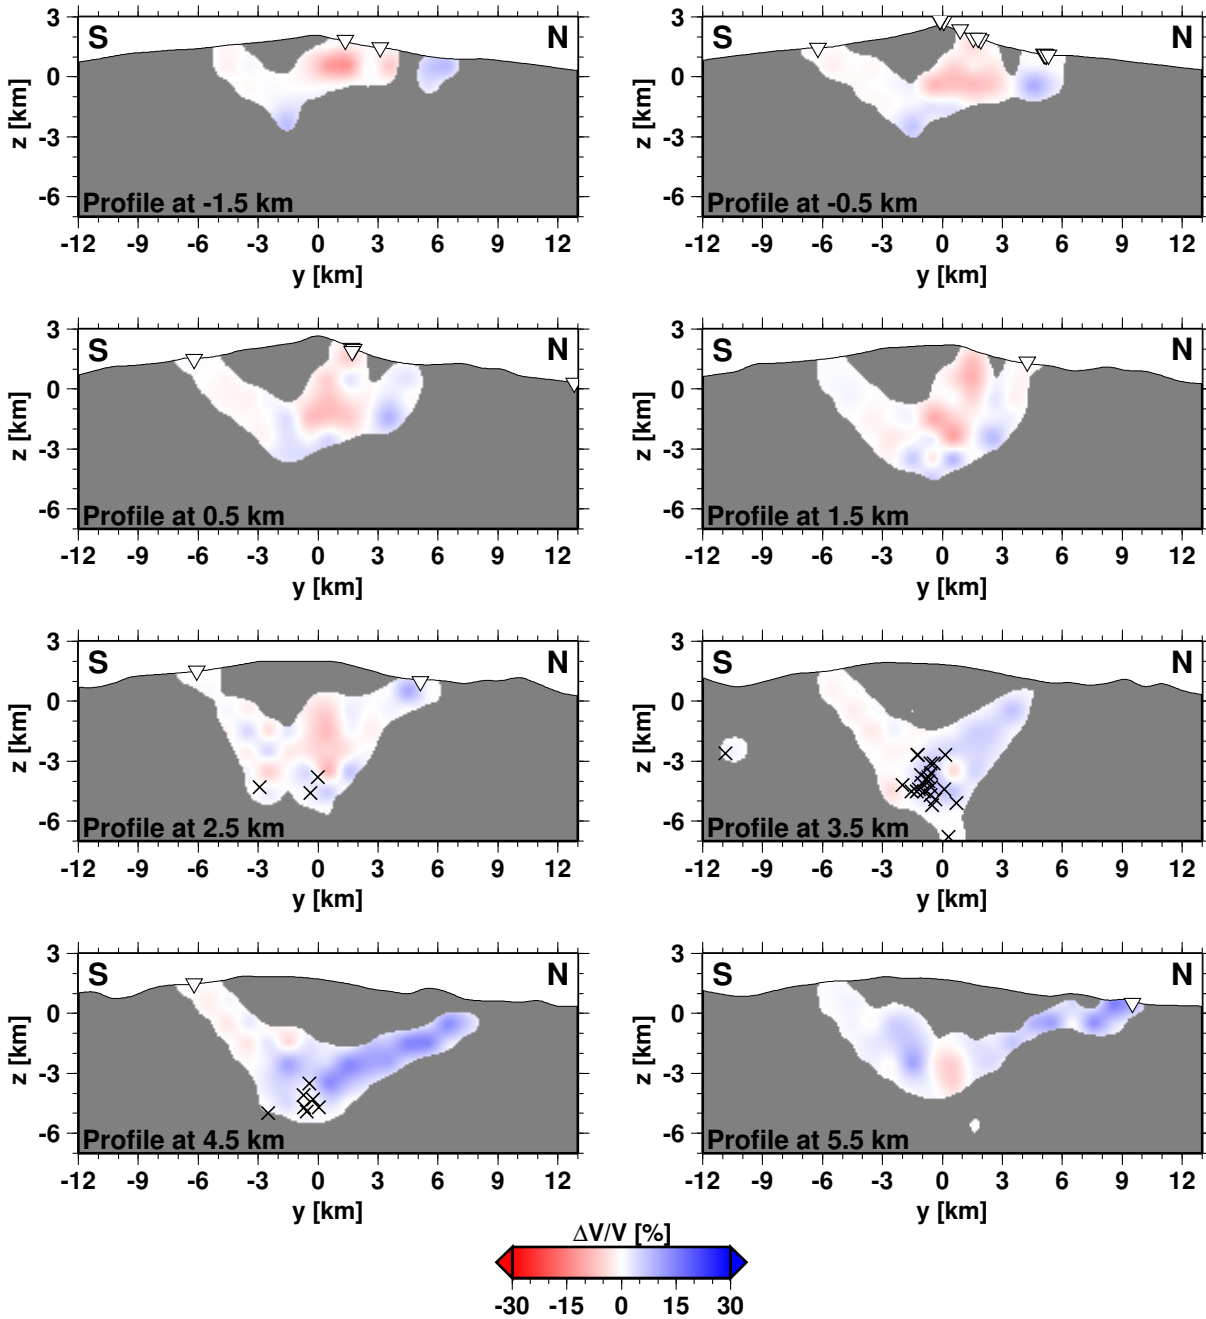 3
0
-3
-6
z [km]
S N
Profile at -1.5 km
-12 -9 -6 -3 0 3 6 9 12
y [km]
3
0
-3
-6
z [km]
S N
Profile at -0.5 km
-12 -9 -6 -3 0 3 6 9 12
y [km]
3
0
-3
-6
z [km]
S N
Profile at 0.5 km
-12 -9 -6 -3 0 3 6 9 12
y [km]
3
0
-3
-6
z [km]
S N
Profile at 1.5 km
-12 -9 -6 -3 0 3 6 9 12
y [km]
3
0
-3
-6
z [km]
S N
Profile at 2.5 km
-12 -9 -6 -3 0 3 6 9 12
y [km]
3
0
-3
-6
z [km]
S N
Profile at 3.5 km
-12 -9 -6 -3 0 3 6 9 12
y [km]
3
0
-3
-6
z [km]
S N
Profile at 4.5 km
-12 -9 -6 -3 0 3 6 9 12
y [km]
3
0
-3
-6
z [km]
S N
Profile at 5.5 km
-12 -9 -6 -3 0 3 6 9 12
y [km]
ΔV/V [%]
-30 -15 0 15 30